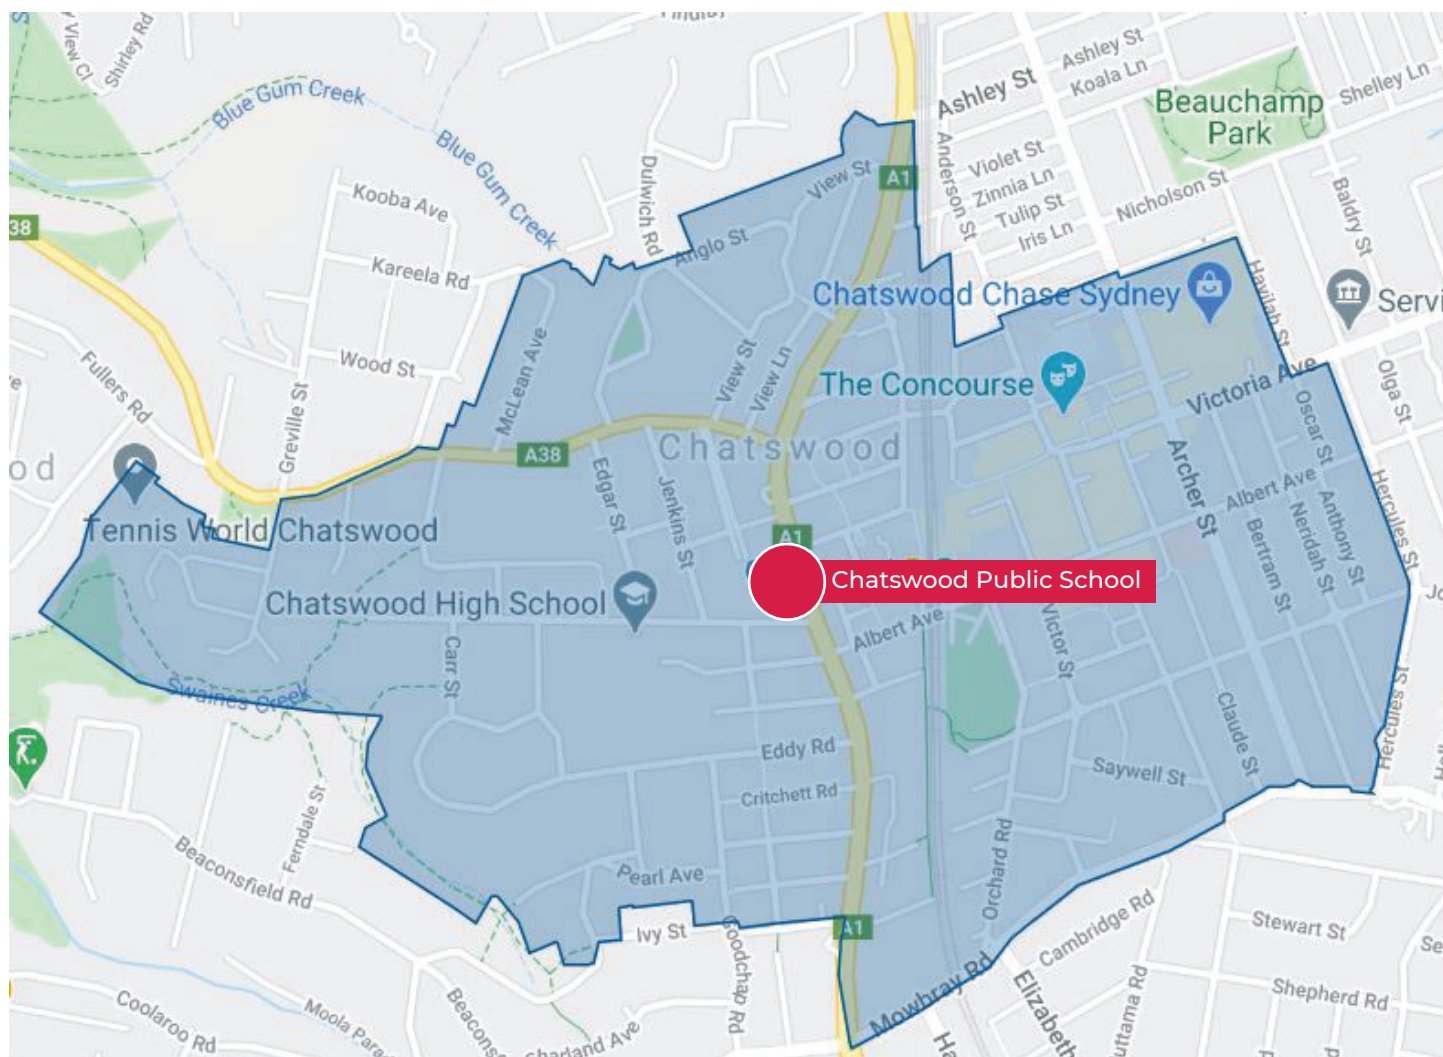 View Cl
Shirley Rd
Blue Gum Creek
Blue Gum Creek
Dulwich Rd
Kooba Ave
Kareela Rd
Wood St
Greville St
Fullers Rd
38
A1
View St
Anglo St
Ashley St
Ashley St
Koala Ln
Anderson St
Violet St
Zinnia Ln
Tulip St
Iris Ln
Nicholson St
Beauchamp
Park
Shelley Ln
Baldry St
Havilah St
Servi
Olga St
Chatswood Chase Sydney
The Concourse
Victoria Ave
McLean Ave
View St
View Ln
A38
Chatswood
Edgar St
Jenkins St
Archer St
Oscar St
Albert Ave
Anthony St
Neridah St
Bertram St
Hercules St
od
Tennis World Chatswood
A1
Chatswood Public School
Chatswood High School
Albert Ave
Victor St
Carr St
Swaines Creek
Eddy Rd
Critchett Rd
Claude St
Saywell St
Hercules St
Ferndale St
Beaconsfield Rd
Pearl Ave
Orchard Rd
Ivy St
Goodchap Rd
A1
Mowbray Rd
Cambridge Rd
Stewart St
Se
Shepherd Rd
Elizabeth
uttama Rd
Ha
Coolaroo Rd
Moola Para
Beacons
Sharland Ave